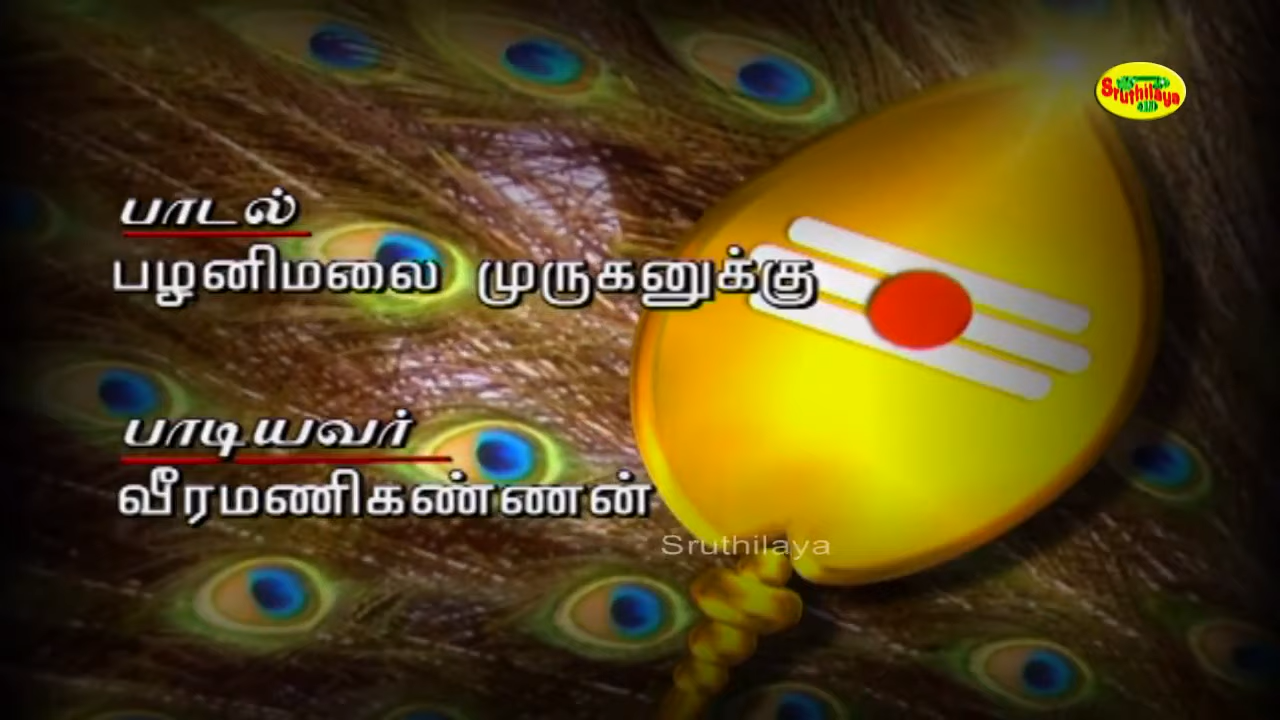 Sruthilaya
பாடல்
பழனிமலை முருகனுக்கு
பாடியவர்
வீரமணிகண்ணன்
Sruthilaya